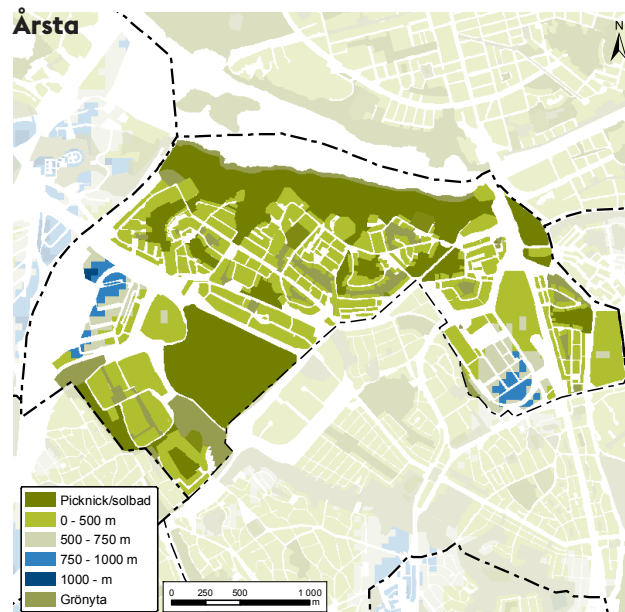 Årsta
N
Picknick/solbad
0 - 500 m
500 - 750 m
750 - 1000 m
1000 - m
Grönyta
0 250 500 1 000
m